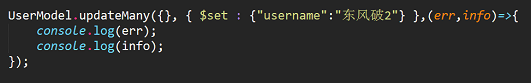 UserModel.updateMany({}, { $set : {"username":"东风破2"} },(err,info)=>{
    console.log(err);
    console.log(info);
});